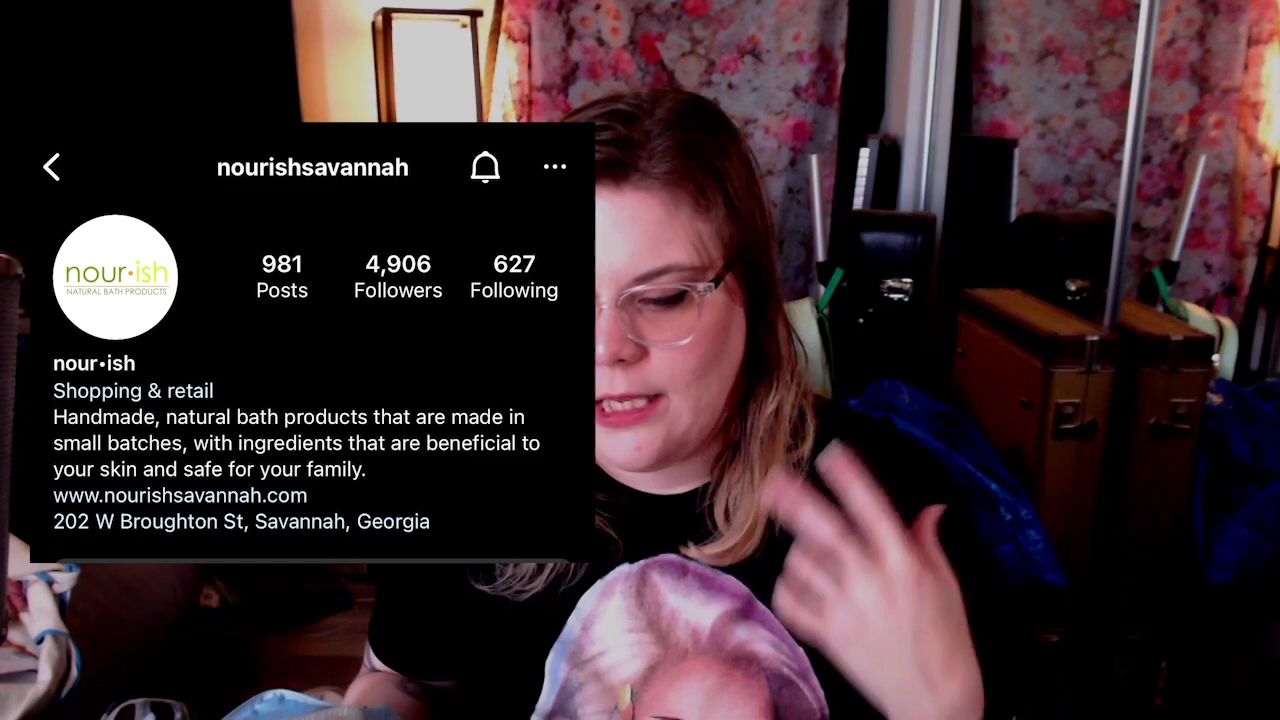 nourishsavannah
nour•ish
NATURAL BATH PRODUCTS
981
Posts
4,906
Followers
627
Following
nour•ish
Shopping & retail
Handmade, natural bath products that are made in
small batches, with ingredients that are beneficial to
your skin and safe for your family.
www.nourishsavannah.com
202 W Broughton St, Savannah, Georgia